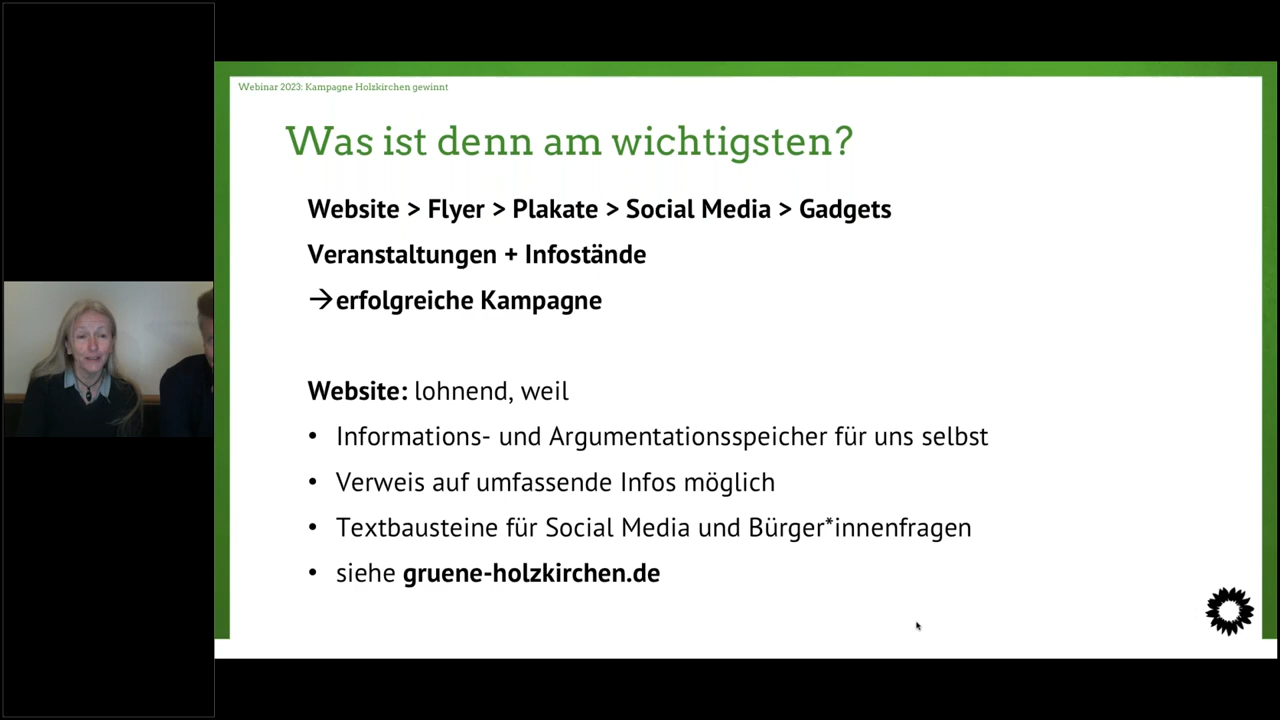 Webinar 2023: Kampagne Holzkirchen gewinnt
Was ist denn am wichtigsten?
Website > Flyer > Plakate > Social Media > Gadgets
Veranstaltungen + Infostände
→erfolgreiche Kampagne
Website: lohnend, weil
• Informations- und Argumentationsspeicher für uns selbst
• Verweis auf umfassende Infos möglich
• Textbausteine für Social Media und Bürger*innenfragen
• siehe gruene-holzkirchen.de